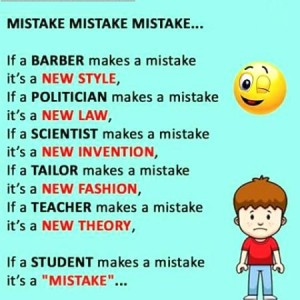 MISTAKE MISTAKE MISTAKE...
If a BARBER makes a mistake
it's a NEW STYLE,
If a POLITICIAN makes a mistake
it's a NEW LAW,
If a SCIENTIST makes a mistake
it's a NEW INVENTION,
If a TAILOR makes a mistake
it's a NEW FASHION,
If a TEACHER makes a mistake
it's a NEW THEORY,
If a STUDENT makes a mistake
it's a "MISTAKE"...